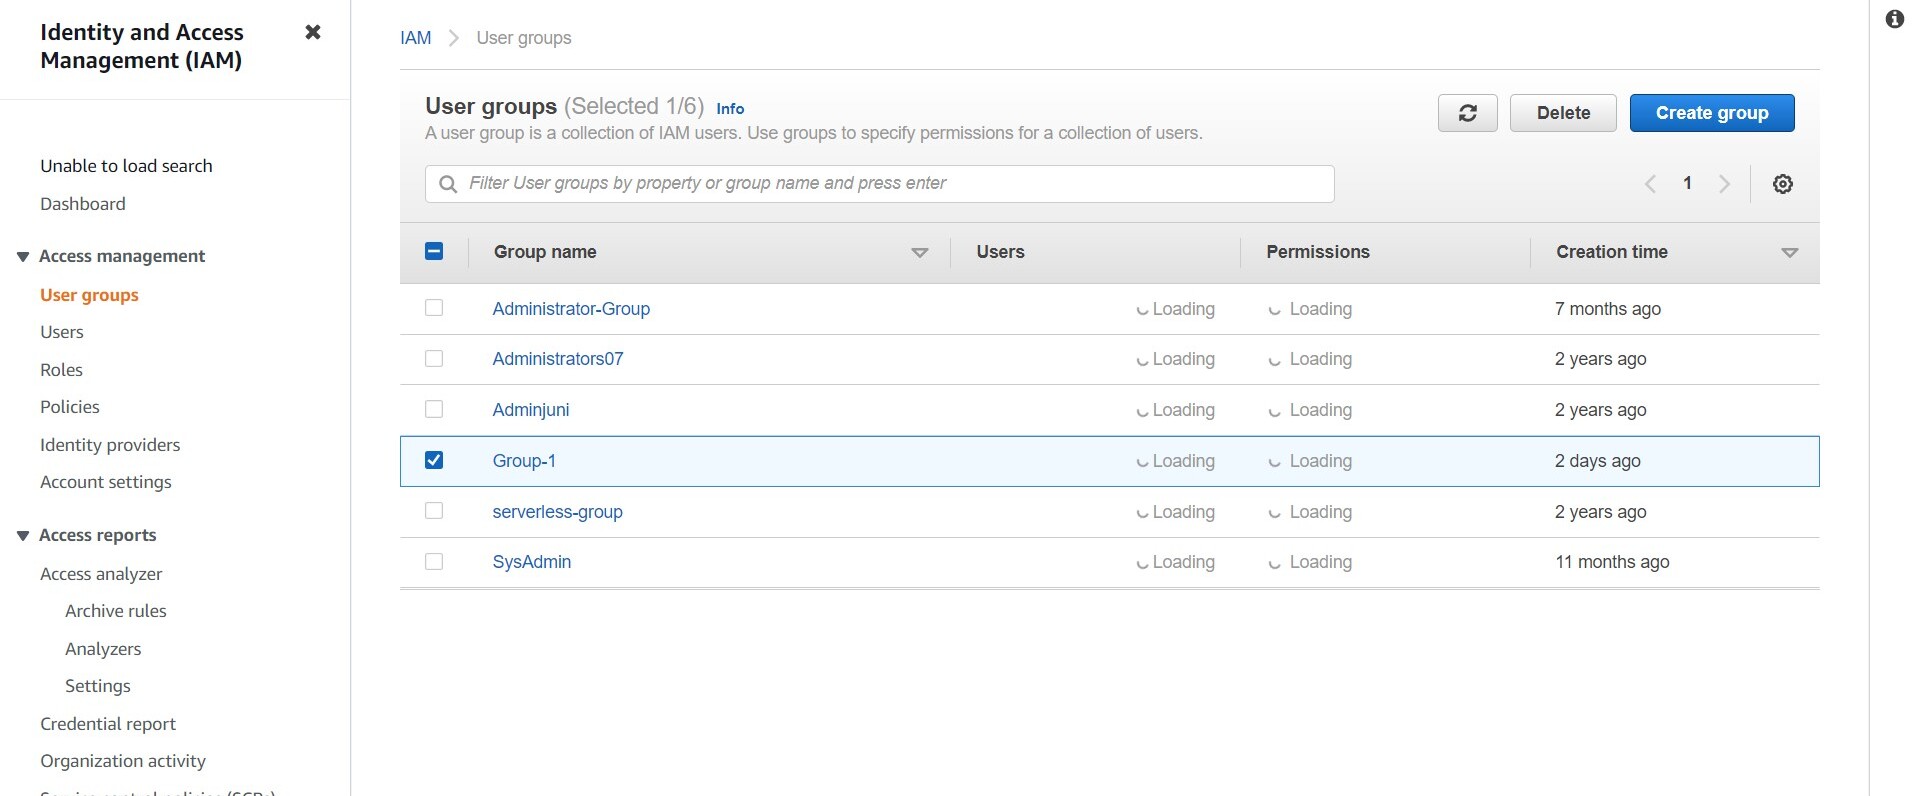 Identity and Access
Management (IAM)
Unable to load search
Dashboard
Access management
User groups
Users
Roles
Policies
Identity providers
Account settings
Access reports
Access analyzer
Archive rules
Analyzers
Settings
Credential report
Organization activity
Service control policies (SCPs)
IAM User groups
User groups (Selected 1/6) Info
A user group is a collection of IAM users. Use groups to specify permissions for a collection of users.
Delete
Create group
Filter User groups by property or group name and press enter
1
Group name Users Permissions Creation time
Administrator-Group Loading Loading 7 months ago
Administrators07 Loading Loading 2 years ago
Adminjuni Loading Loading 2 years ago
Group-1 Loading Loading 2 days ago
serverless-group Loading Loading 2 years ago
SysAdmin Loading Loading 11 months ago